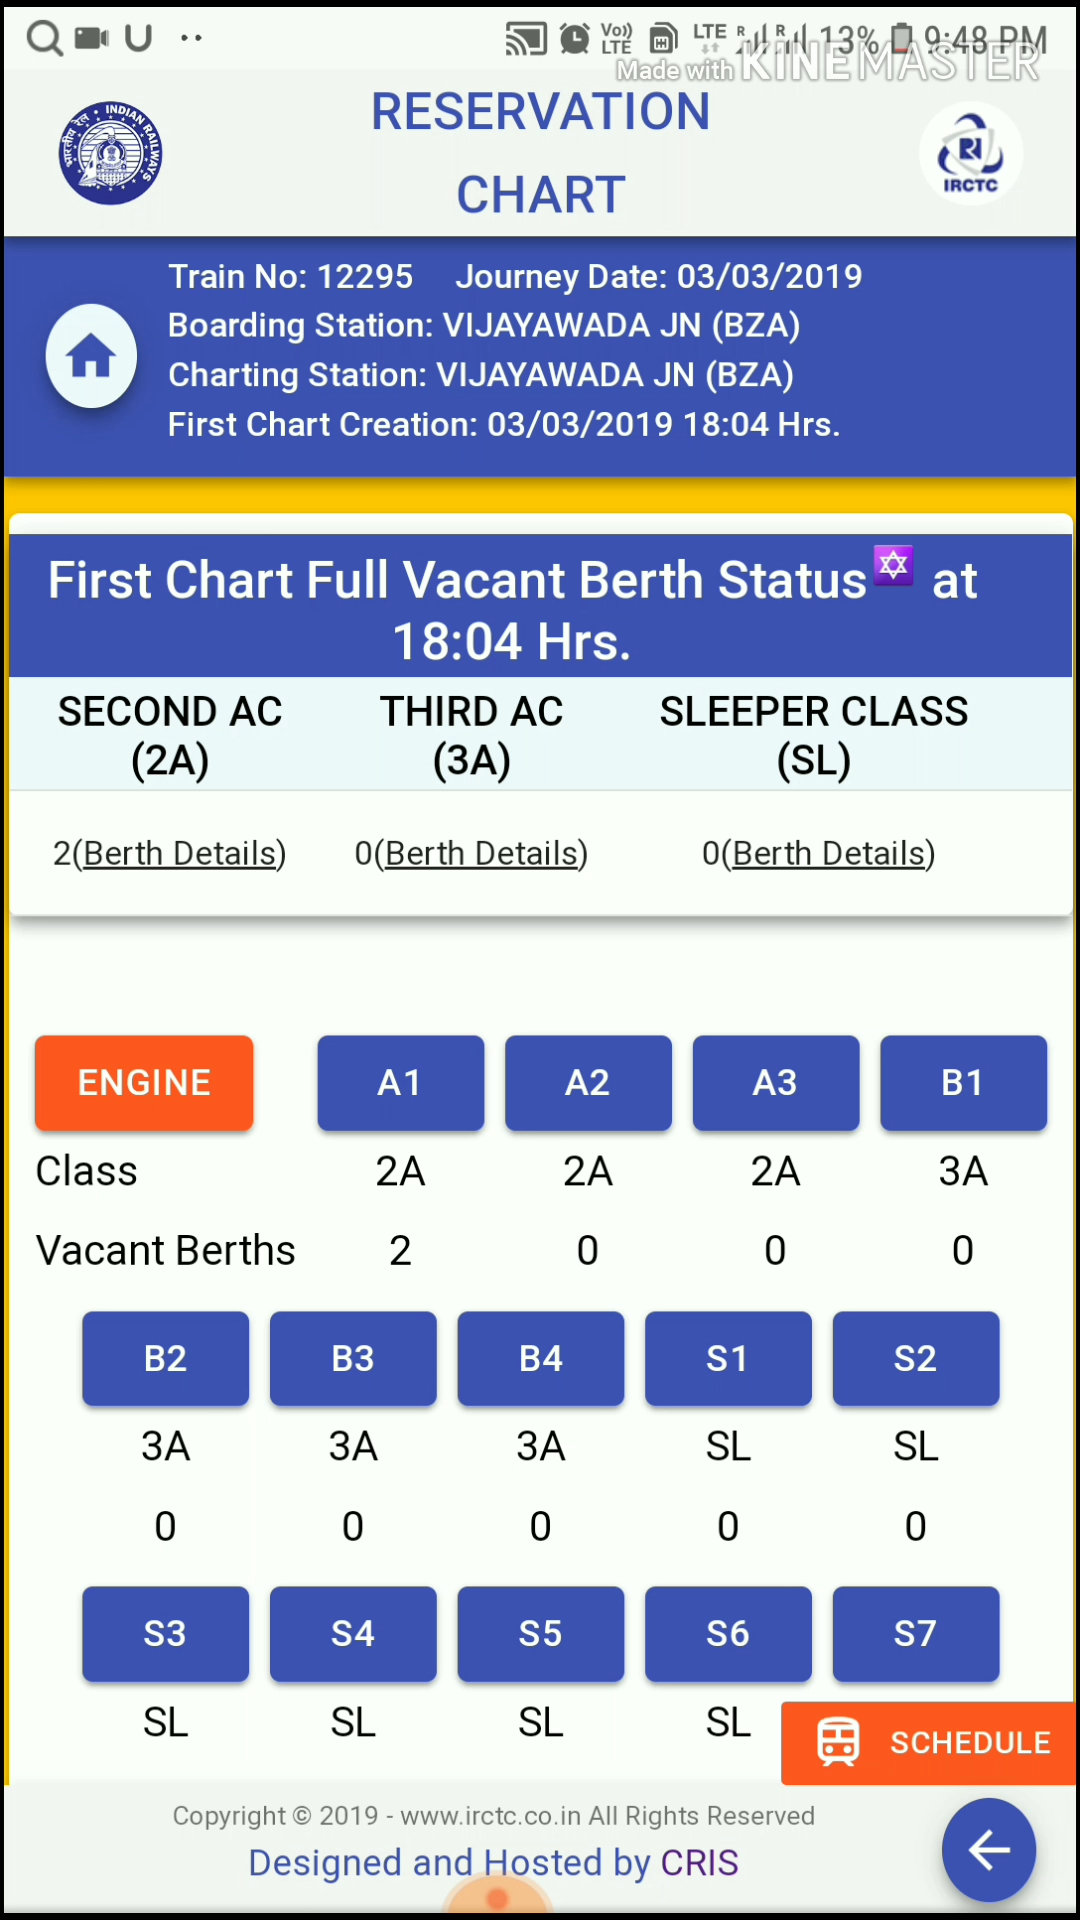 Vo)) LTE LTE R R 13% 9:48 PM
Made with KINEMASTER
RESERVATION
CHART
भारतीय रेल • INDIAN RAILWAYS
IRCTC
Train No: 12295 Journey Date: 03/03/2019
Boarding Station: VIJAYAWADA JN (BZA)
Charting Station: VIJAYAWADA JN (BZA)
First Chart Creation: 03/03/2019 18:04 Hrs.
First Chart Full Vacant Berth Status🔯 at
18:04 Hrs.
SECOND AC THIRD AC SLEEPER CLASS
(2A) (3A) (SL)
2(Berth Details) 0(Berth Details) 0(Berth Details)
ENGINE A1 A2 A3 B1
Class 2A 2A 2A 3A
Vacant Berths 2 0 0 0
B2 B3 B4 S1 S2
3A 3A 3A SL SL
0 0 0 0 0
S3 S4 S5 S6 S7
SL SL SL SL
SCHEDULE
Copyright © 2019 - www.irctc.co.in All Rights Reserved
Designed and Hosted by CRIS